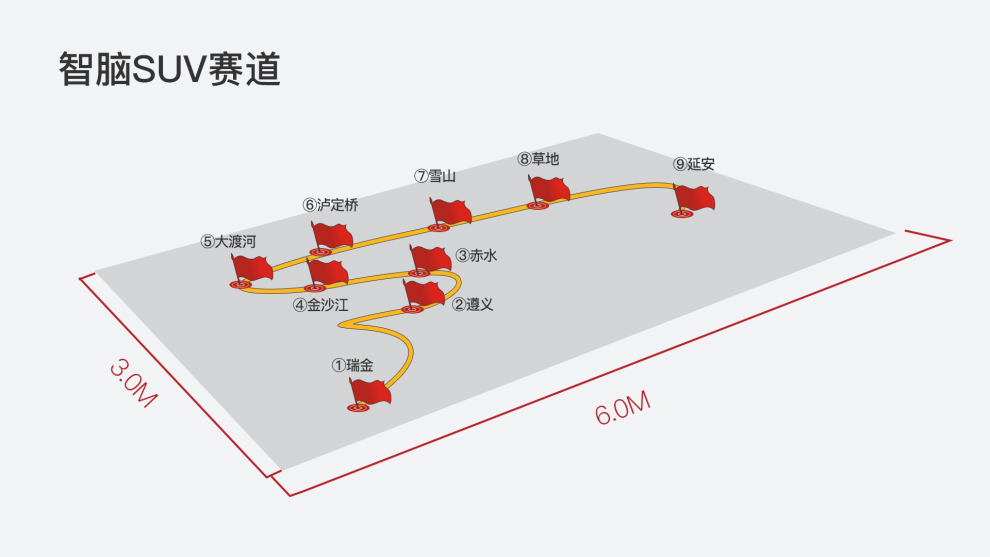 智脑SUV赛道
⑨延安
⑧草地
⑦雪山
⑥泸定桥
⑤大渡河
③赤水
④金沙江
②遵义
①瑞金
3.0M
6.0M